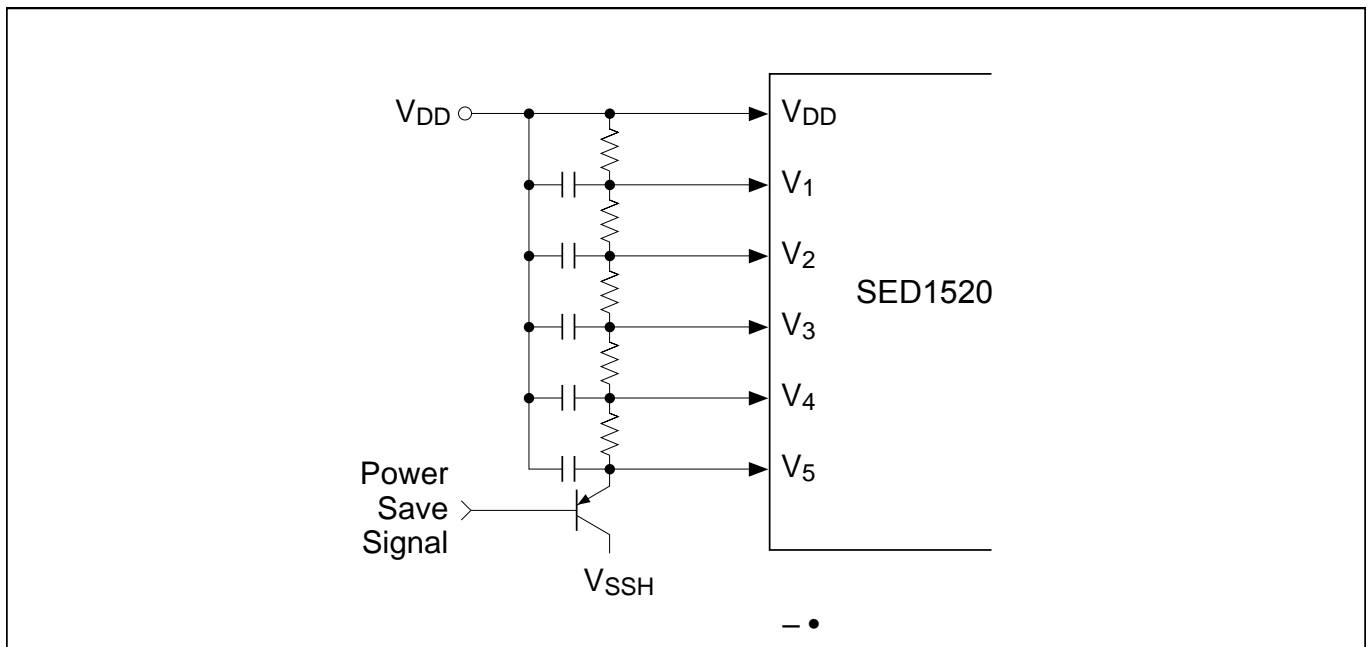 VDD
VDD
V1
V2
SED1520
V3
V4
V5
Power
Save
Signal
VSSH
– •